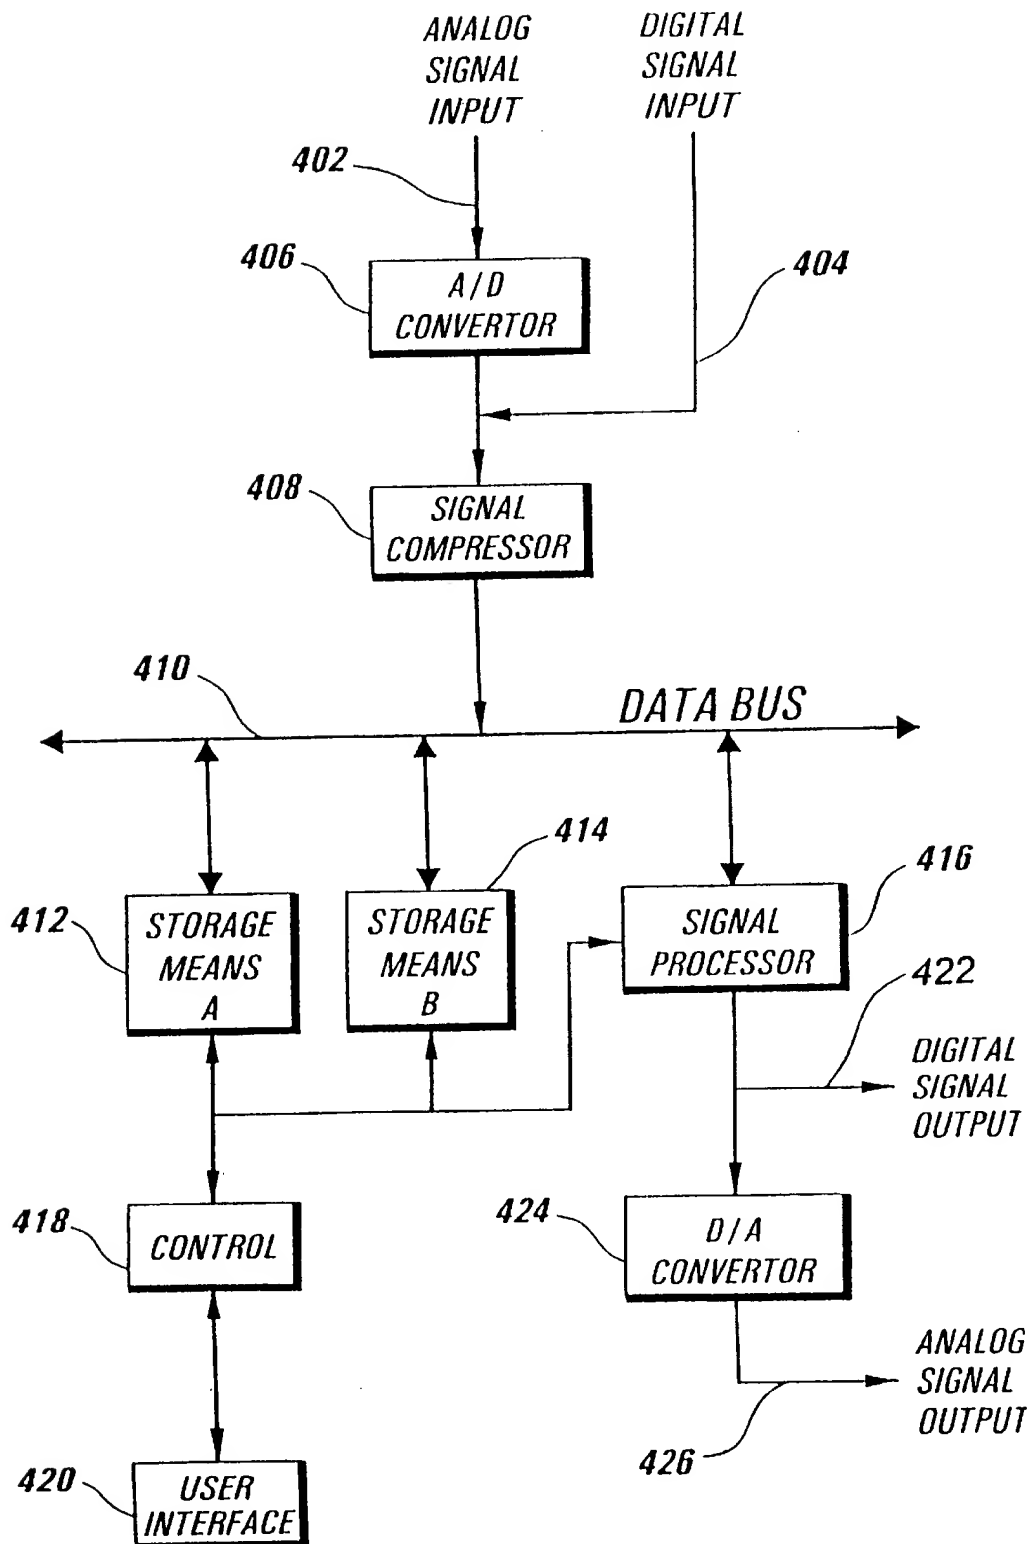 ANALOG
SIGNAL
INPUT
DIGITAL
SIGNAL
INPUT
402
406
A/D
CONVERTOR
404
408
SIGNAL
COMPRESSOR
410
DATA BUS
414
416
412
STORAGE
MEANS
A
STORAGE
MEANS
B
SIGNAL
PROCESSOR
422
DIGITAL
SIGNAL
OUTPUT
418
CONTROL
424
D/A
CONVERTOR
ANALOG
SIGNAL
OUTPUT
426
420
USER
INTERFACE